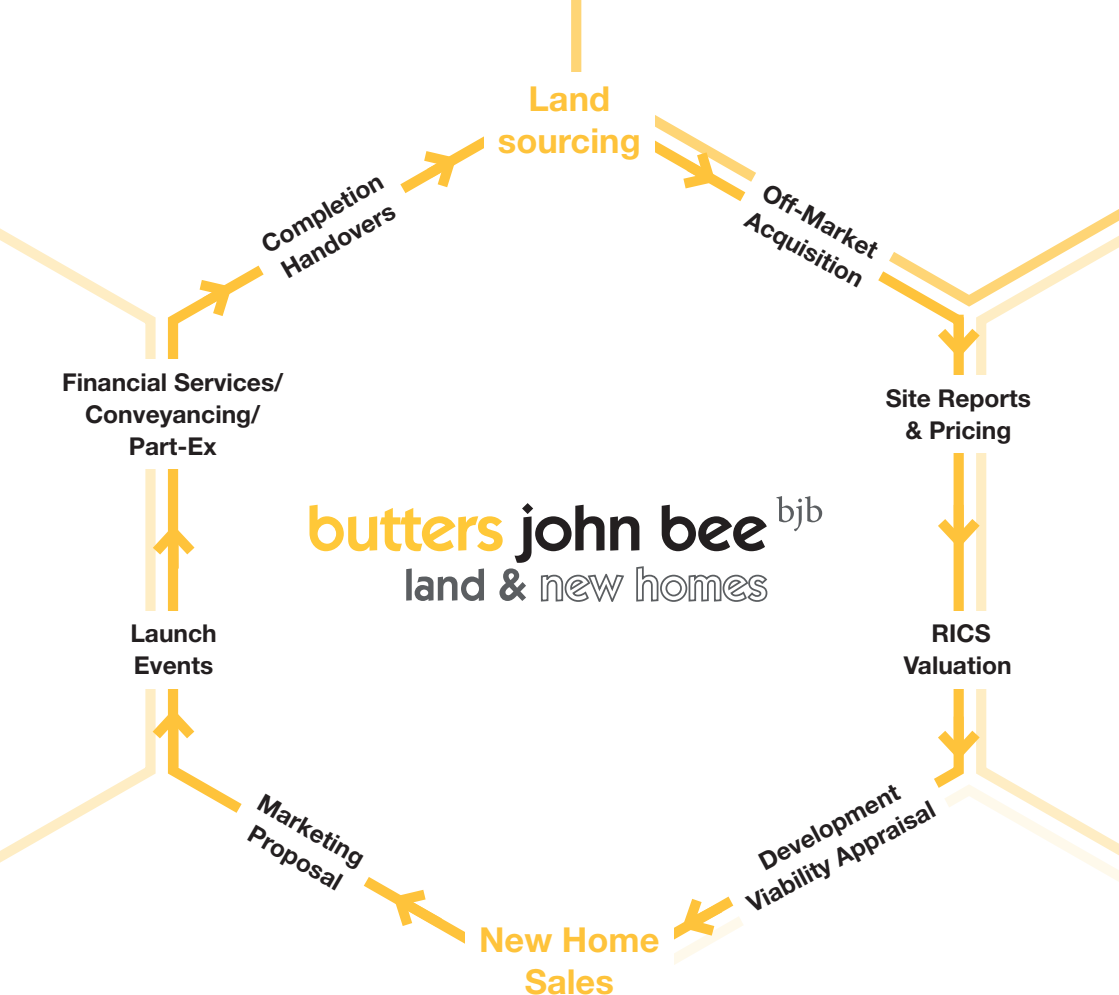 Land
sourcing
Off-Market
Acquisition
Site Reports
& Pricing
RICS
Valuation
Development
Viability Appraisal
New Home
Sales
Marketing
Proposal
Launch
Events
Financial Services/
Conveyancing/
Part-Ex
Completion
Handovers
butters john bee bjb
land & new homes